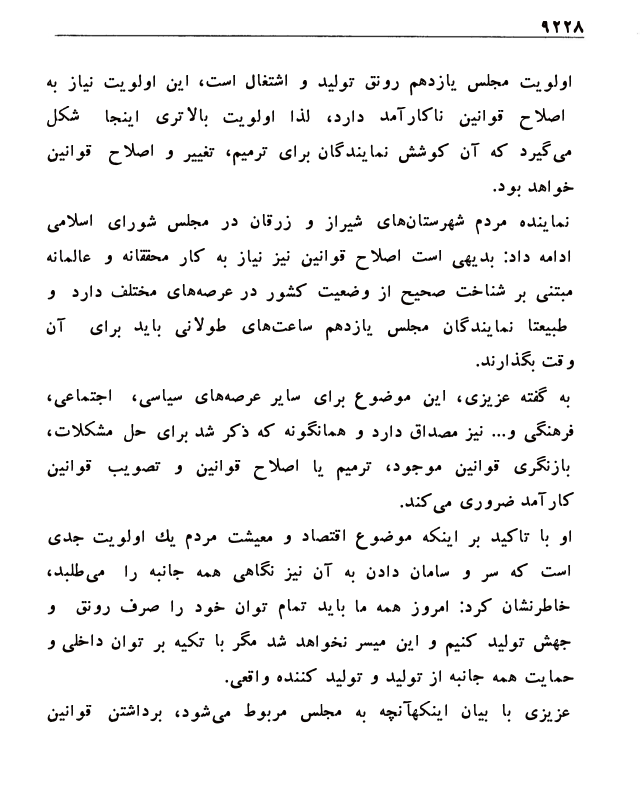 ۹۲۲۸
اولویت مجلس یازدهم رونق تولید و اشتغال است، این اولویت نیاز به
اصلاح قوانین ناکارآمد دارد، لذا اولویت بالاتری اینجا شکل
می‌گیرد که آن کوشش نمایندگان برای ترمیم، تغییر و اصلاح قوانین
خواهد بود.
نماینده مردم شهرستان‌های شیراز و زرقان در مجلس شورای اسلامی
ادامه داد: بدیهی است اصلاح قوانین نیز نیاز به کار محققانه و عالمانه
مبتنی بر شناخت صحیح از وضعیت کشور در عرصه‌های مختلف دارد و
طبیعتا نمایندگان مجلس یازدهم ساعت‌های طولانی باید برای آن
وقت بگذارند.
به گفته عزیزی، این موضوع برای سایر عرصه‌های سیاسی، اجتماعی،
فرهنگی و... نیز مصداق دارد و همانگونه که ذکر شد برای حل مشکلات،
بازنگری قوانین موجود، ترمیم یا اصلاح قوانین و تصویب قوانین
کارآمد ضروری می‌کند.
او با تاکید بر اینکه موضوع اقتصاد و معیشت مردم یك اولویت جدی
است که سر و سامان دادن به آن نیز نگاهی همه جانبه را می‌طلبد،
خاطرنشان کرد: امروز همه ما باید تمام توان خود را صرف رونق و
جهش تولید کنیم و این میسر نخواهد شد مگر با تکیه بر توان داخلی و
حمایت همه جانبه از تولید و تولید کننده واقعی.
عزیزی با بیان اینکهآنچه به مجلس مربوط می‌شود، برداشتن قوانین